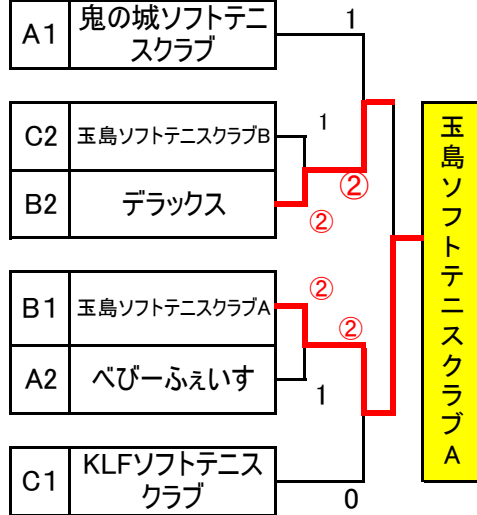 A1
鬼の城ソフトテニ
スクラブ
1
C2
玉島ソフトテニスクラブB
1
②
B2
デラックス
②
B1
玉島ソフトテニスクラブA
②
②
A2
べびーふぇいす
1
C1
KLFソフトテニス
クラブ
0
玉島ソフトテニスクラブA